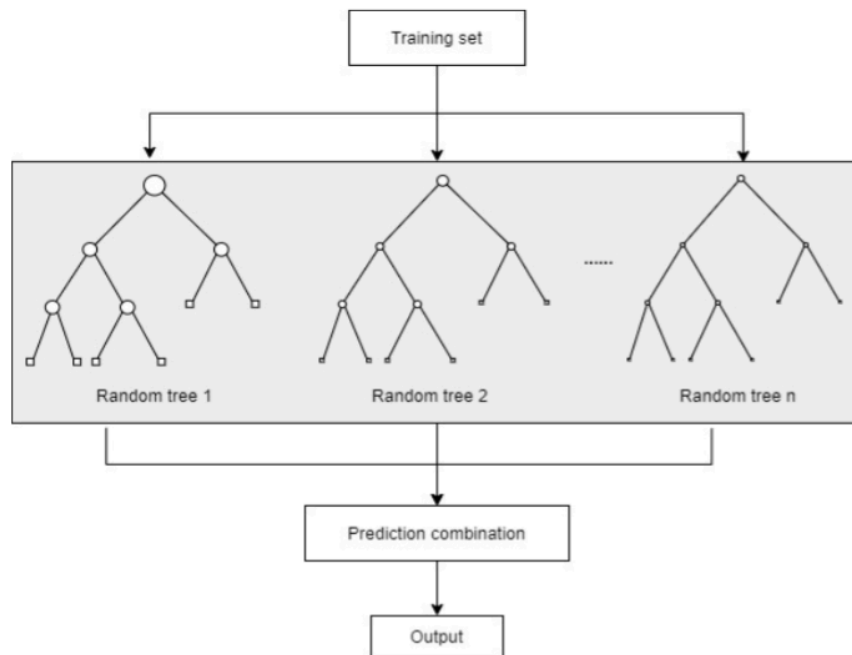 Training set
......
Random tree 1
Random tree 2
Random tree n
Prediction combination
Output